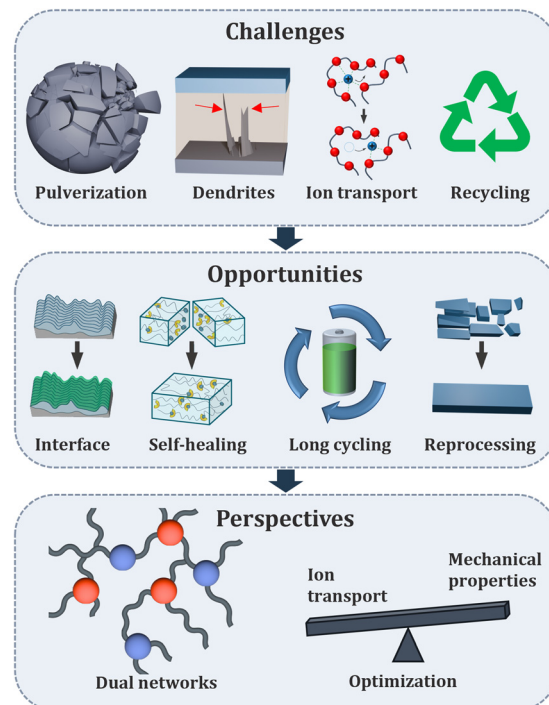 Challenges
Pulverization
Dendrites
Ion transport
Recycling
Opportunities
Interface
Self-healing
Long cycling
Reprocessing
Perspectives
Dual networks
Ion
transport
Mechanical
properties
Optimization